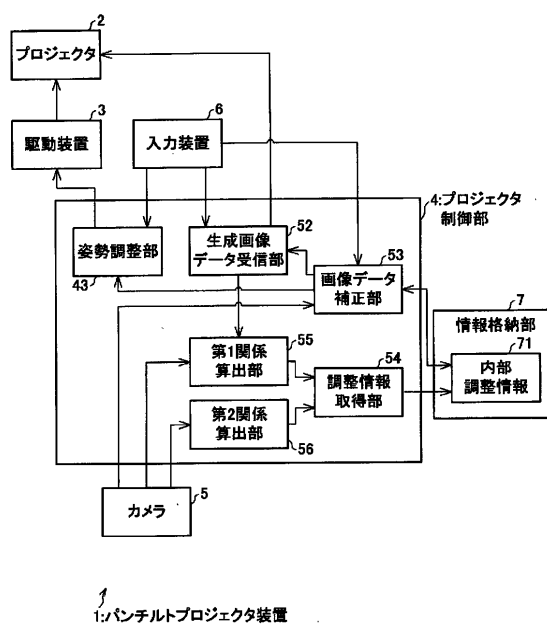 2
プロジェクタ
3
駆動装置
6
入力装置
4:プロジェクタ
制御部
姿勢調整部
43
52
生成画像
データ受信部
53
画像データ
補正部
7
情報格納部
71
内部
調整情報
55
第1関係
算出部
54
調整情報
取得部
第2関係
算出部
56
5
カメラ
1:パンチルトプロジェクタ装置